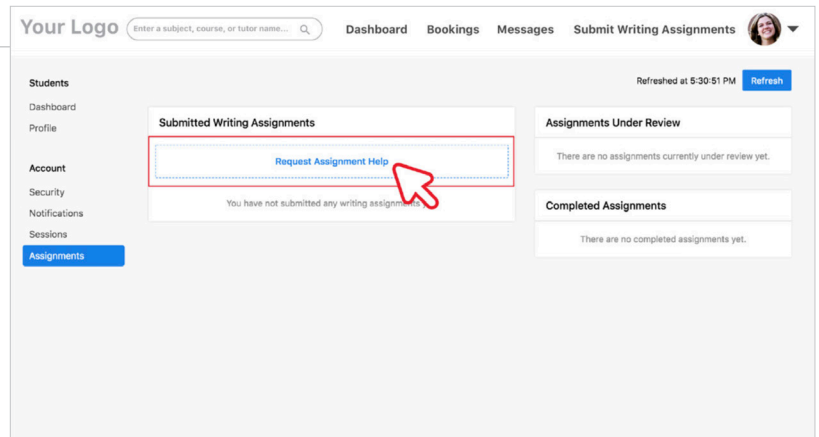 Your Logo
Enter a subject, course, or tutor name...
Dashboard Bookings Messages Submit Writing Assignments
Refreshed at 5:30:51 PM Refresh
Students
Dashboard
Profile
Account
Security
Notifications
Sessions
Assignments
Submitted Writing Assignments
Request Assignment Help
You have not submitted any writing assignments
Assignments Under Review
There are no assignments currently under review yet.
Completed Assignments
There are no completed assignments yet.